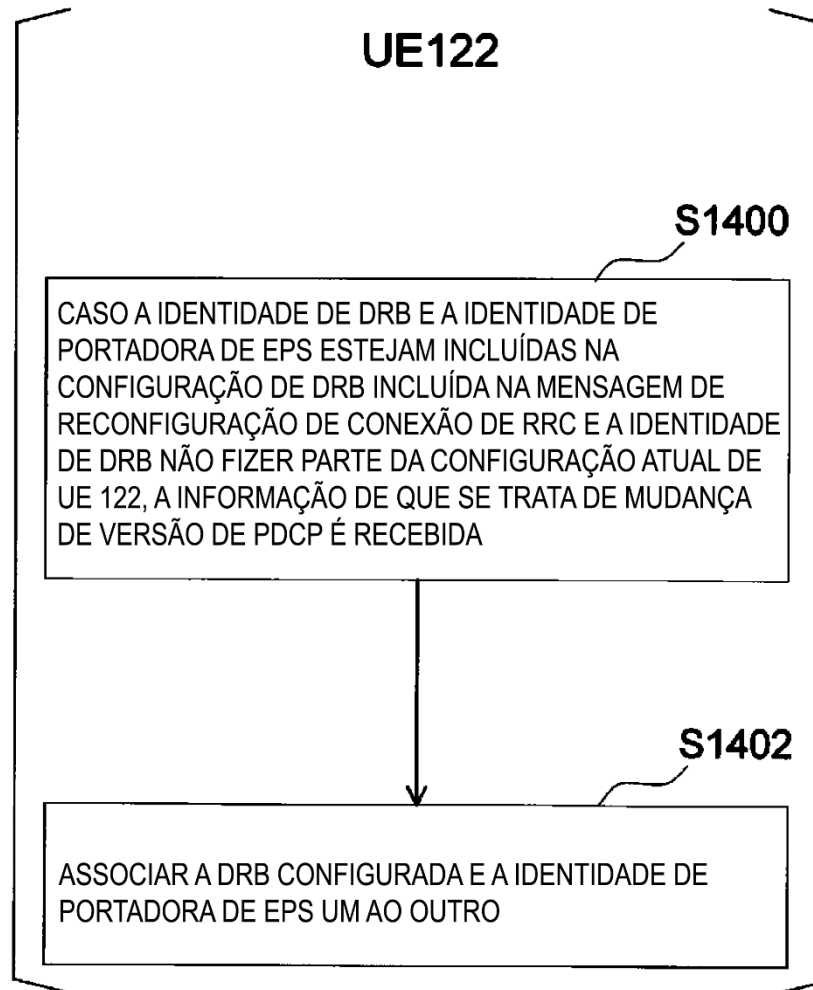 UE122
S1400
CASO A IDENTIDADE DE DRB E A IDENTIDADE DE
PORTADORA DE EPS ESTEJAM INCLUÍDAS NA
CONFIGURAÇÃO DE DRB INCLUÍDA NA MENSAGEM DE
RECONFIGURAÇÃO DE CONEXÃO DE RRC E A IDENTIDADE
DE DRB NÃO FIZER PARTE DA CONFIGURAÇÃO ATUAL DE
UE 122, A INFORMAÇÃO DE QUE SE TRATA DE MUDANÇA
DE VERSÃO DE PDCP É RECEBIDA
S1402
ASSOCIAR A DRB CONFIGURADA E A IDENTIDADE DE
PORTADORA DE EPS UM AO OUTRO